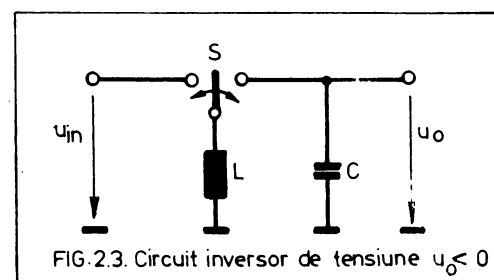 S
u_in
u_o
L
C
FIG.2.3. Circuit inversor de tensiune u_o< 0